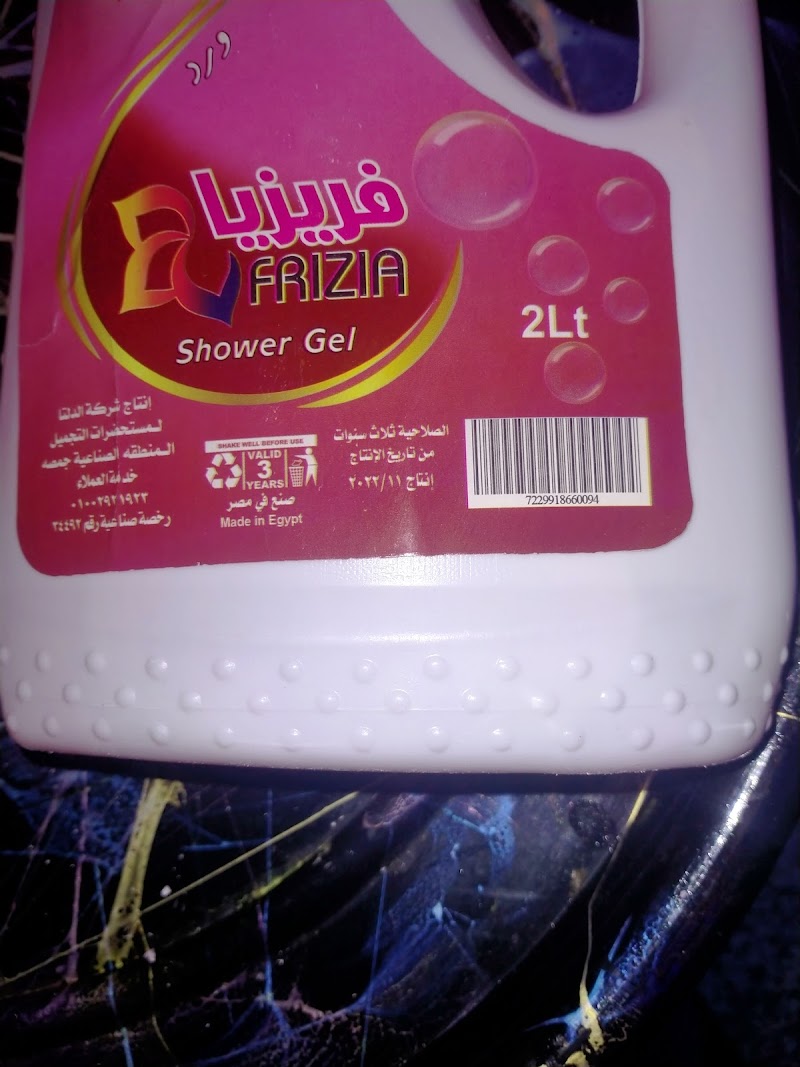 ورد
فريزيا
FRIZIA
Shower Gel
2Lt
إنتاج شركة الدلتا
لمستحضرات التجميل
المنطقه الصناعية جمصه
خدمة العملاء
٠١٠٠٢٩٢١٩٢٢
رخصة صناعية رقم ٣٤٤٩٢
SHAKE WELL BEFORE USE
VALID
3
YEARS
صنع في مصر
Made in Egypt
الصلاحية ثلاث سنوات
من تاريخ الإنتاج
إنتاج ٢٠٢٢/١١
7229918660094